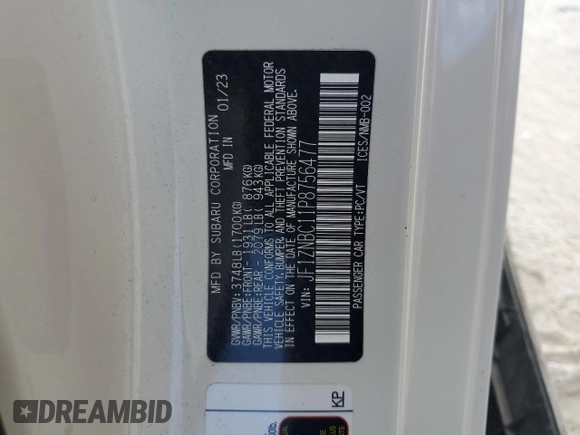 MFD BY SUBARU CORPORATION 01/23
MFD IN
GVWR/PNBV: 3748LB(1700KG)
GAWR/PNBE:FRONT- 1931LB( 876KG)
GAWR/PNBE:REAR - 2079LB( 943KG)
THIS VEHICLE CONFORMS TO ALL APPLICABLE FEDERAL MOTOR
VEHICLE SAFETY,BUMPER,AND THEFT PREVENTION STANDARDS
IN EFFECT ON THE DATE OF MANUFACTURE SHOWN ABOVE.
VIN: JF1ZNBC11P8756477
PASSENGER CAR TYPE:PC/VT ICES/NMB-002
KP
DREAMBID